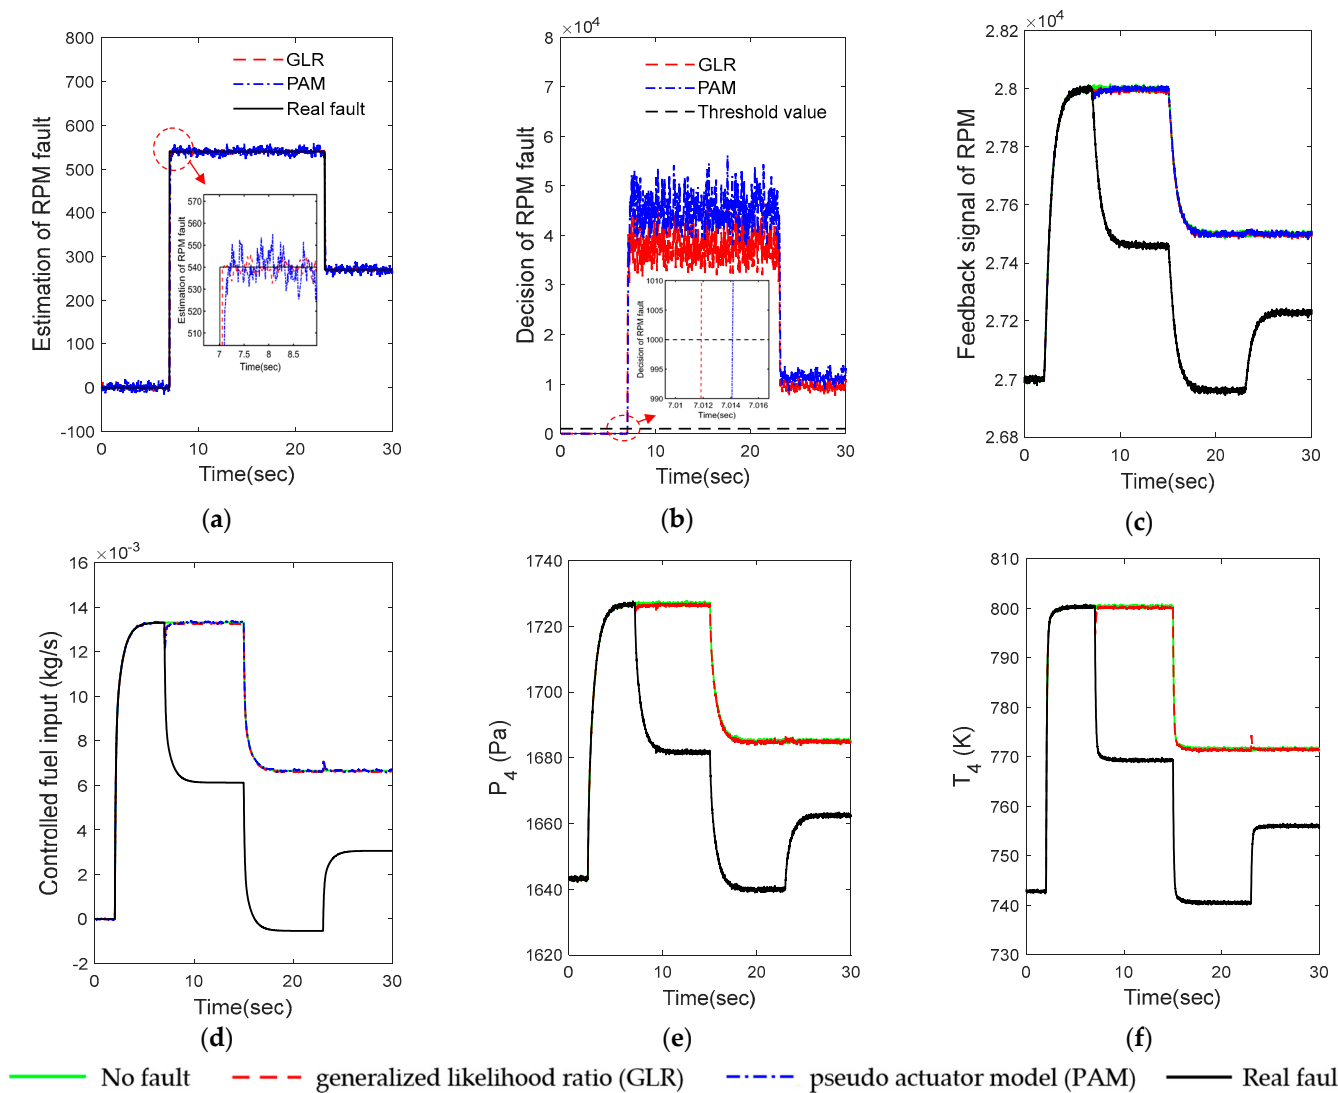 800
700
600
500
400
300
200
100
0
-100
Estimation of RPM fault
GLR
PAM
Real fault
570
560
550
540
530
520
510
Estimation of RPM fault
7 7.5 8 8.5
Time(sec)
0 10 20 30
Time(sec)
(a)
×10⁴
8
7
6
5
4
3
2
1
0
Decision of RPM fault
GLR
PAM
Threshold value
1010
1005
1000
995
990
Decision of RPM fault
7.01 7.012 7.014 7.016
Time(sec)
0 10 20 30
Time(sec)
(b)
×10⁴
2.82
2.8
2.78
2.76
2.74
2.72
2.7
2.68
Feedback signal of RPM
0 10 20 30
Time(sec)
(c)
×10⁻³
16
14
12
10
8
6
4
2
0
-2
Controlled fuel input (kg/s)
0 10 20 30
Time(sec)
(d)
1740
1720
1700
1680
1660
1640
1620
P₄ (Pa)
0 10 20 30
Time(sec)
(e)
810
800
790
780
770
760
750
740
730
T₄ (K)
0 10 20 30
Time(sec)
(f)
No fault generalized likelihood ratio (GLR) pseudo actuator model (PAM) Real faul